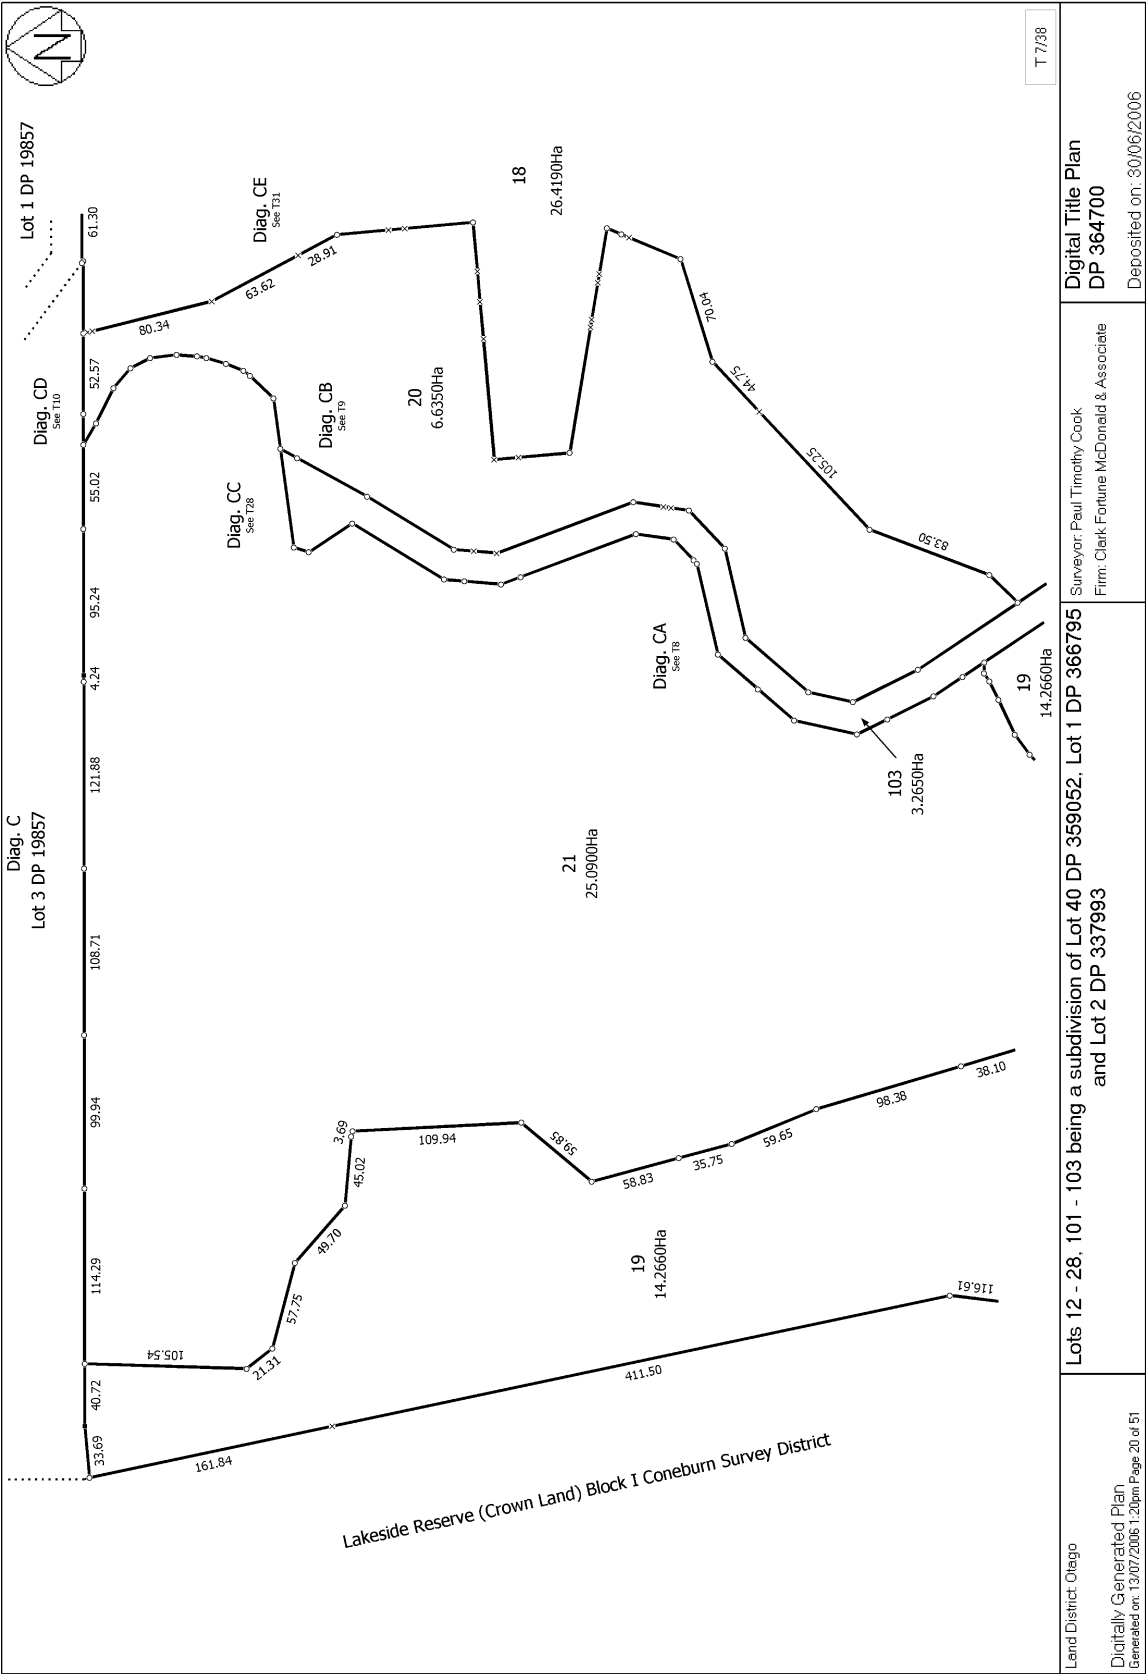 N
Diag. C
Lot 3 DP 19857
Lot 1 DP 19857
Diag. CD
See T10
Diag. CE
See T31
Diag. CC
See T28
Diag. CB
See T9
Diag. CA
See T8
33.69
40.72
114.29
99.94
108.71
121.88
4.24
95.24
55.02
52.57
61.30
80.34
63.62
28.91
18
26.4190Ha
20
6.6350Ha
70.04
44.75
105.25
83.50
103
3.2650Ha
19
14.2660Ha
21
25.0900Ha
105.54
21.31
57.75
49.70
45.02
3.69
109.94
59.85
58.83
35.75
59.65
98.38
38.10
19
14.2660Ha
161.84
411.50
116.61
Lakeside Reserve (Crown Land) Block I Coneburn Survey District
T 7/38
Land District: Otago
Digitally Generated Plan
Generated on: 13/07/2006 1:20pm Page 20 of 51
Lots 12 - 28, 101 - 103 being a subdivision of Lot 40 DP 359052, Lot 1 DP 366795
and Lot 2 DP 337993
Surveyor: Paul Timothy Cook
Firm: Clark Fortune McDonald & Associate
Digital Title Plan
DP 364700
Deposited on: 30/06/2006